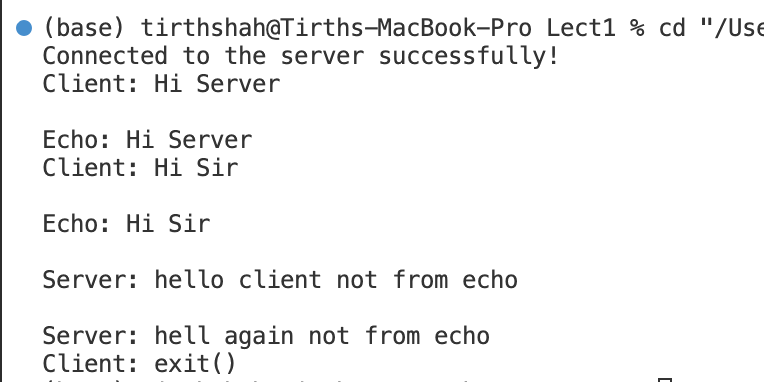 (base) tirthshah@Tirths-MacBook-Pro Lect1 % cd "/Use
Connected to the server successfully!
Client: Hi Server
Echo: Hi Server
Client: Hi Sir
Echo: Hi Sir
Server: hello client not from echo
Server: hell again not from echo
Client: exit()